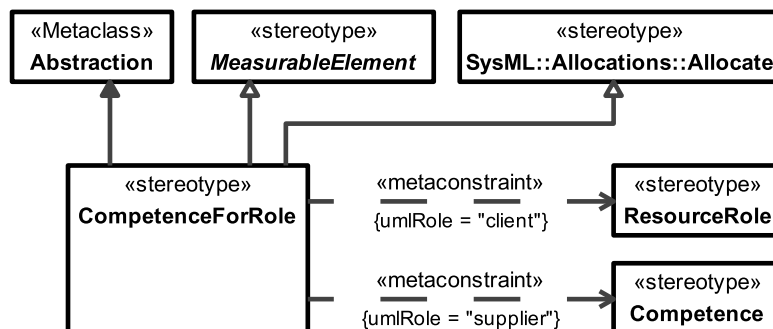 «Metaclass»
Abstraction
«stereotype»
MeasurableElement
«stereotype»
SysML::Allocations::Allocate
«stereotype»
CompetenceForRole
«metaconstraint»
{umlRole = "client"}
«stereotype»
ResourceRole
«metaconstraint»
{umlRole = "supplier"}
«stereotype»
Competence